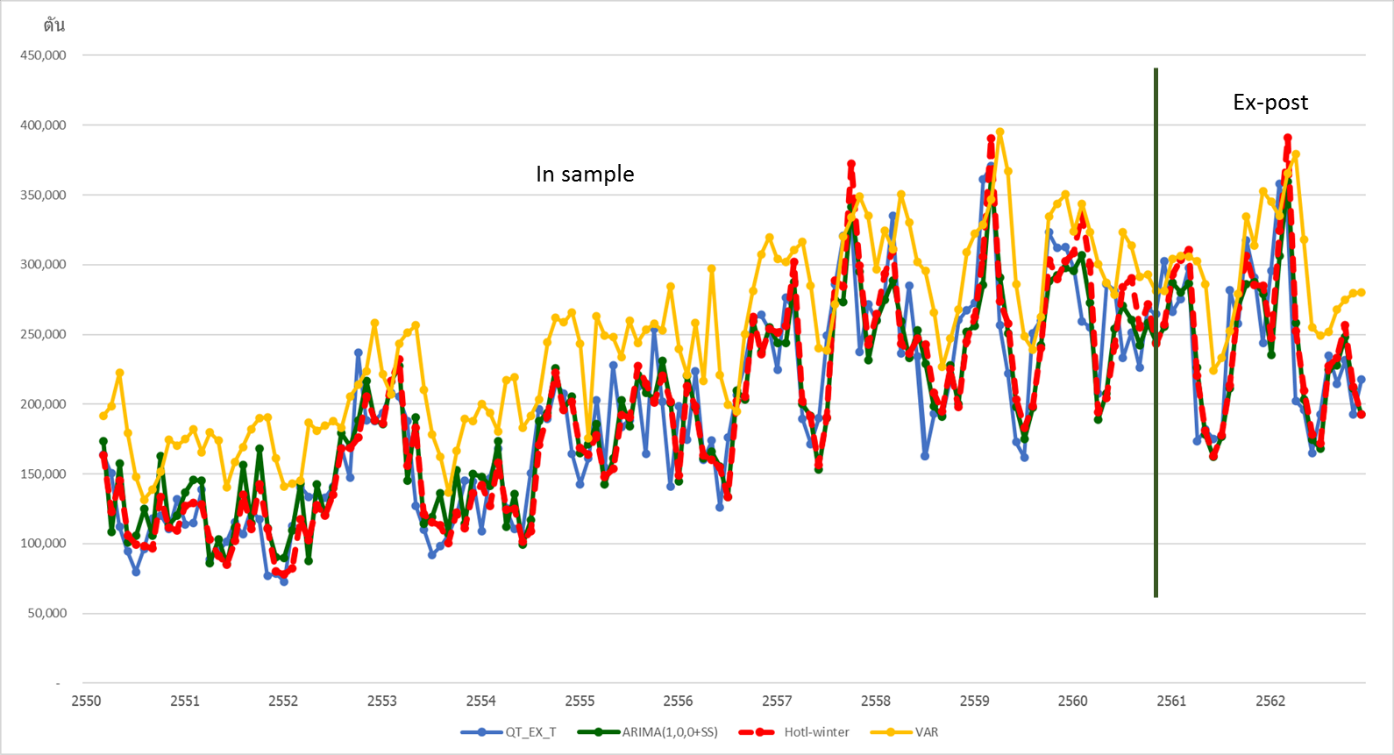 ตัน
450,000
400,000
350,000
300,000
250,000
200,000
150,000
100,000
50,000
-
In sample
Ex-post
2550 2551 2552 2553 2554 2555 2556 2557 2558 2559 2560 2561 2562
QT_EX_T ARIMA(1,0,0+SS) Hotl-winter VAR